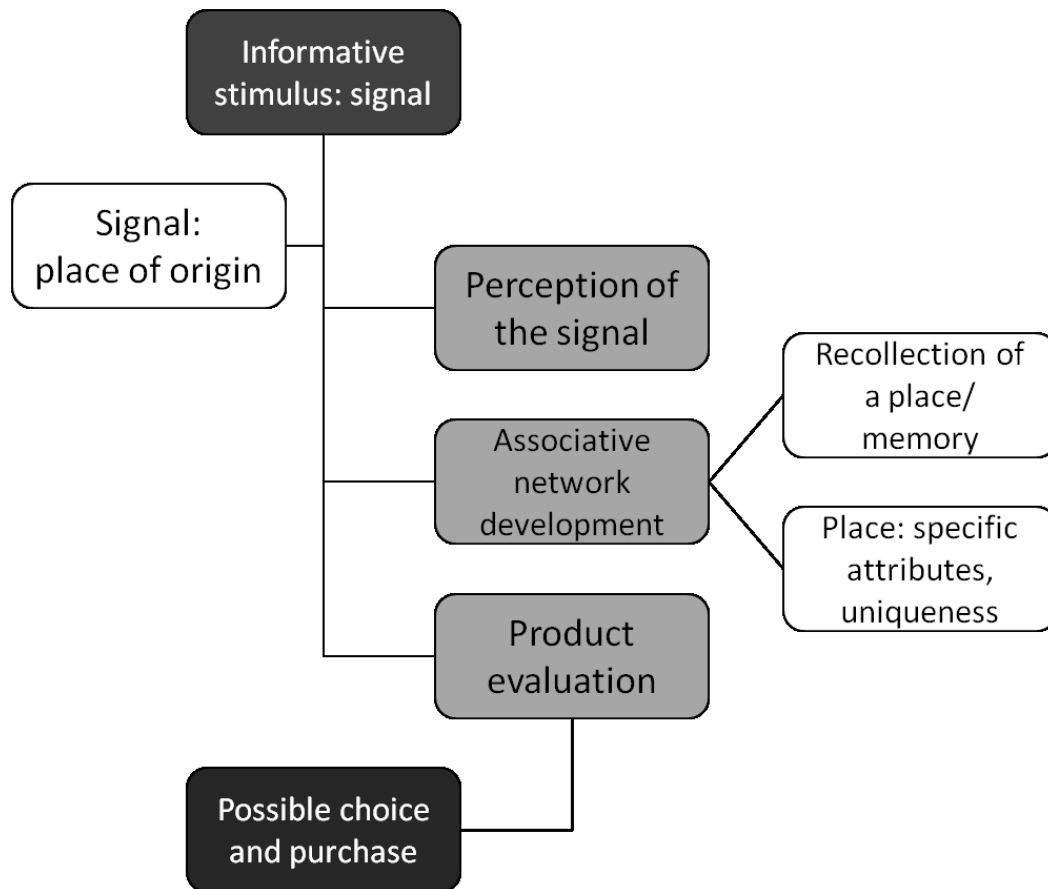 Informative
stimulus: signal
Signal:
place of origin
Perception of
the signal
Recollection of
a place/
memory
Associative
network
development
Place: specific
attributes,
uniqueness
Product
evaluation
Possible choice
and purchase